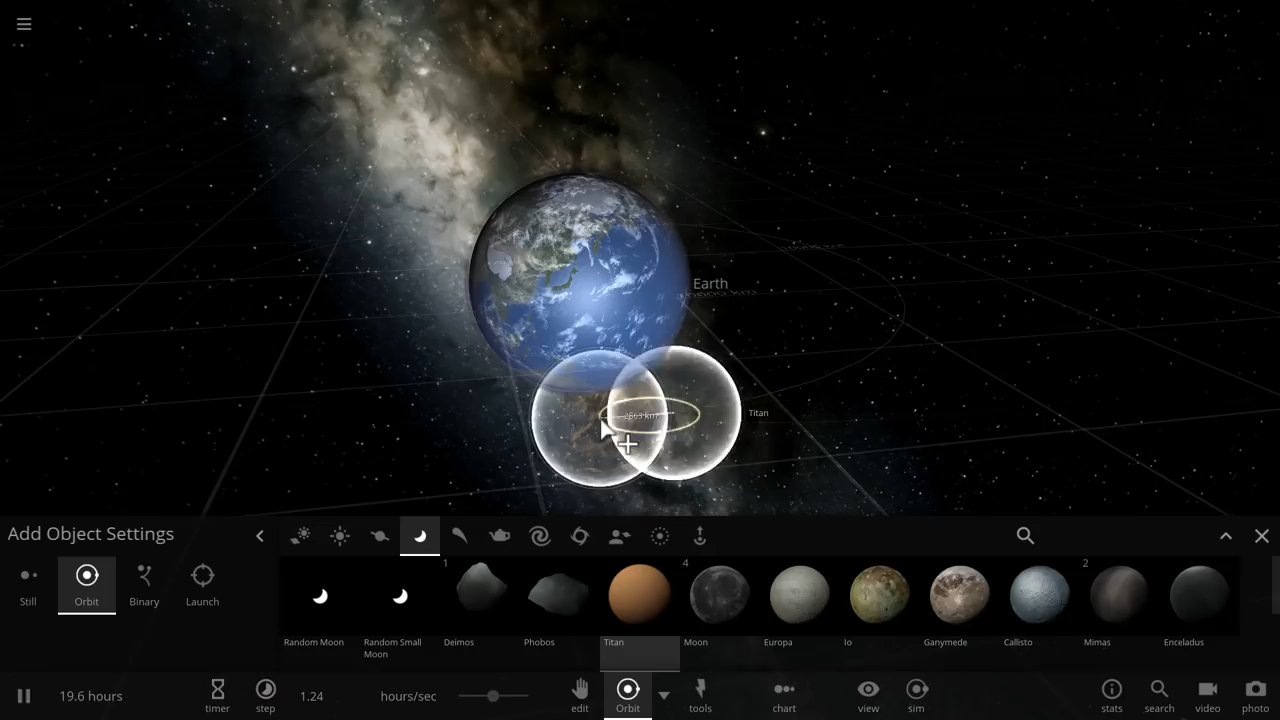 Earth
Titan
Add Object Settings
Still
Orbit
Binary
Launch
1
4
2
Random Moon
Random Small
Moon
Deimos
Phobos
Titan
Moon
Europa
Io
Ganymede
Callisto
Mimas
Enceladus
19.6 hours
timer
step
1.24
hours/sec
edit
Orbit
tools
chart
view
sim
stats
search
video
photo